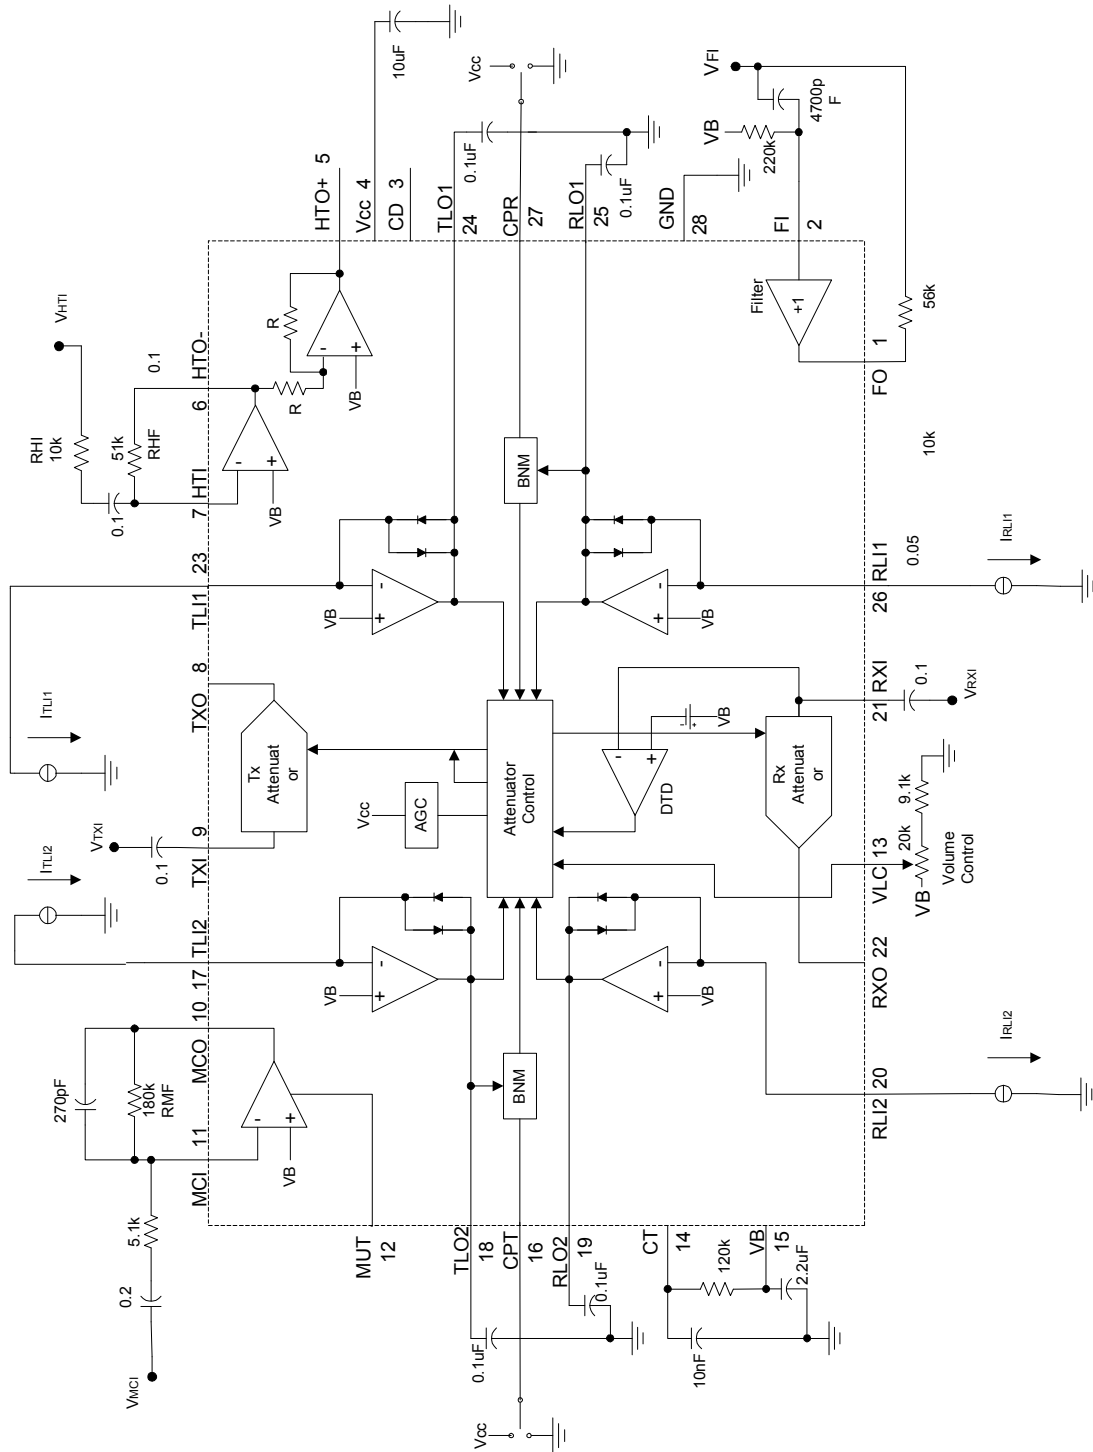 VMCI
0.2
5.1k
270pF
180k
RMF
MCI 11
MCO 10
TLI2 17
ITLI2
VTXI
0.1
TXI 9
TXO 8
ITLI1
TLI1 23
HTI 7
0.1
RHI
10k
51k
RHF
VHTI
0.1
HTO- 6
HTO+ 5
Vcc 4
10uF
CD 3
TLO1
24
0.1uF
CPR
27
Vcc
RLO1
25
0.1uF
GND
28
VB
220k
4700p
F
VFI
FI
2
Filter
+1
56k
FO 1
10k
-
+
VB
-
+
VB
R
R
-
+
VB
-
+
VB
BNM
-
+
VB
-
+
VB
Tx
Attenuat
or
Vcc
AGC
Attenuator
Control
-
+
DTD
-
+
VB
Rx
Attenuat
or
-
+
VB
BNM
-
+
VB
MUT
12
TLO2
18
0.1uF
CPT
16
Vcc
RLO2
19
0.1uF
CT
14
120k
VB
15
2.2uF
10nF
RLI2 20
IRLI2
RXO 22
VLC 13
VB
20k
9.1k
Volume
Control
21 RXI
0.1
VRXI
26 RLI1
0.05
IRLI1